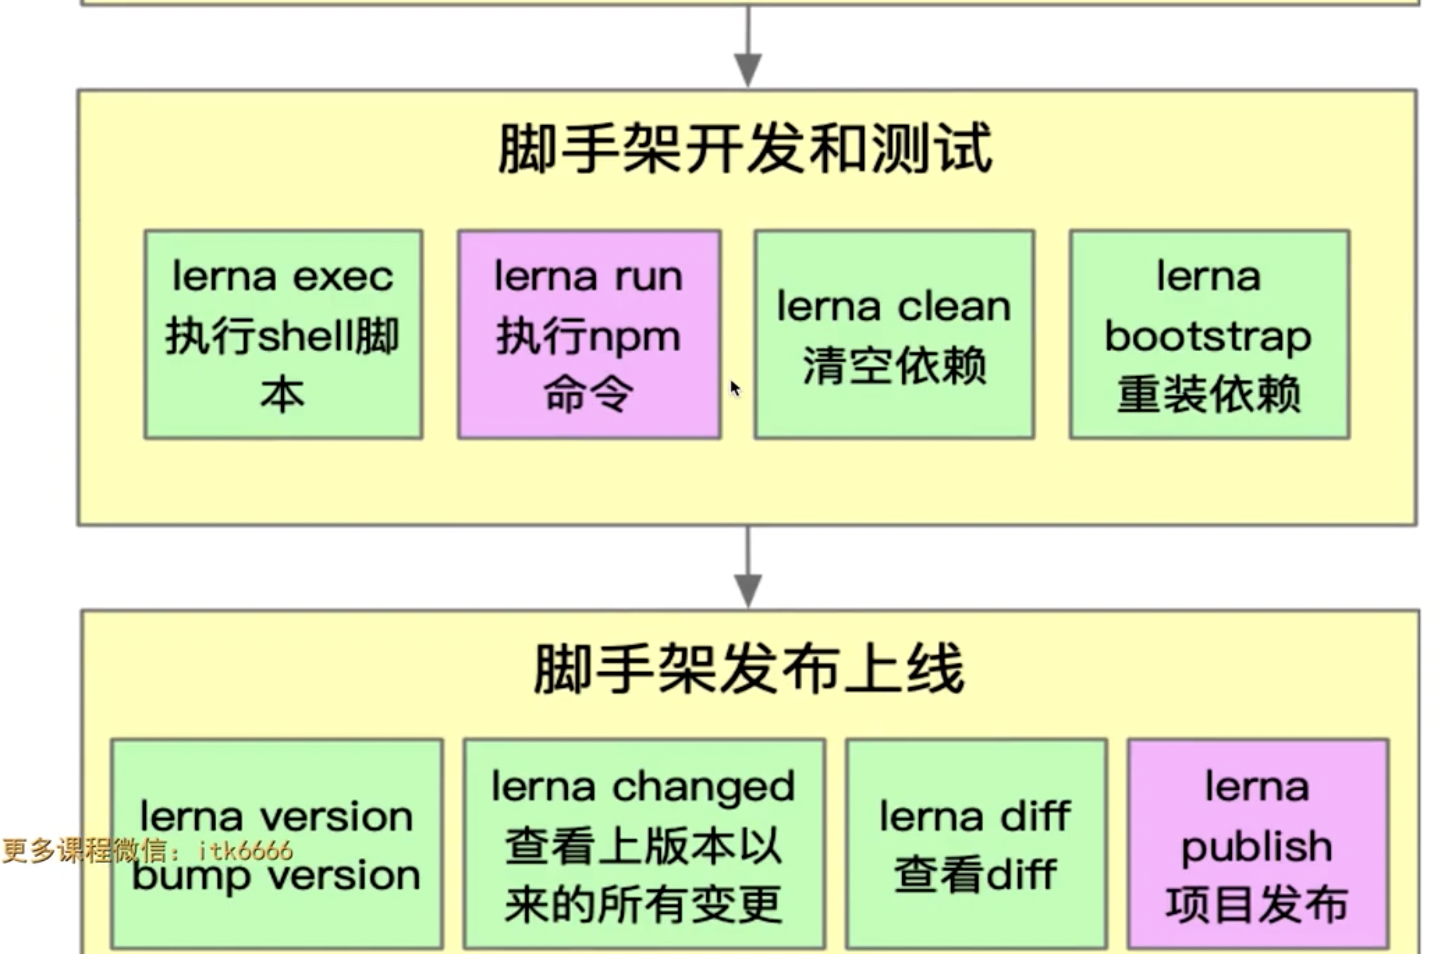 脚手架开发和测试
lerna exec
执行shell脚
本
lerna run
执行npm
命令
lerna clean
清空依赖
lerna
bootstrap
重装依赖
脚手架发布上线
lerna version
bump version
lerna changed
查看上版本以
来的所有变更
lerna diff
查看diff
lerna
publish
项目发布
更多课程微信：itk6666